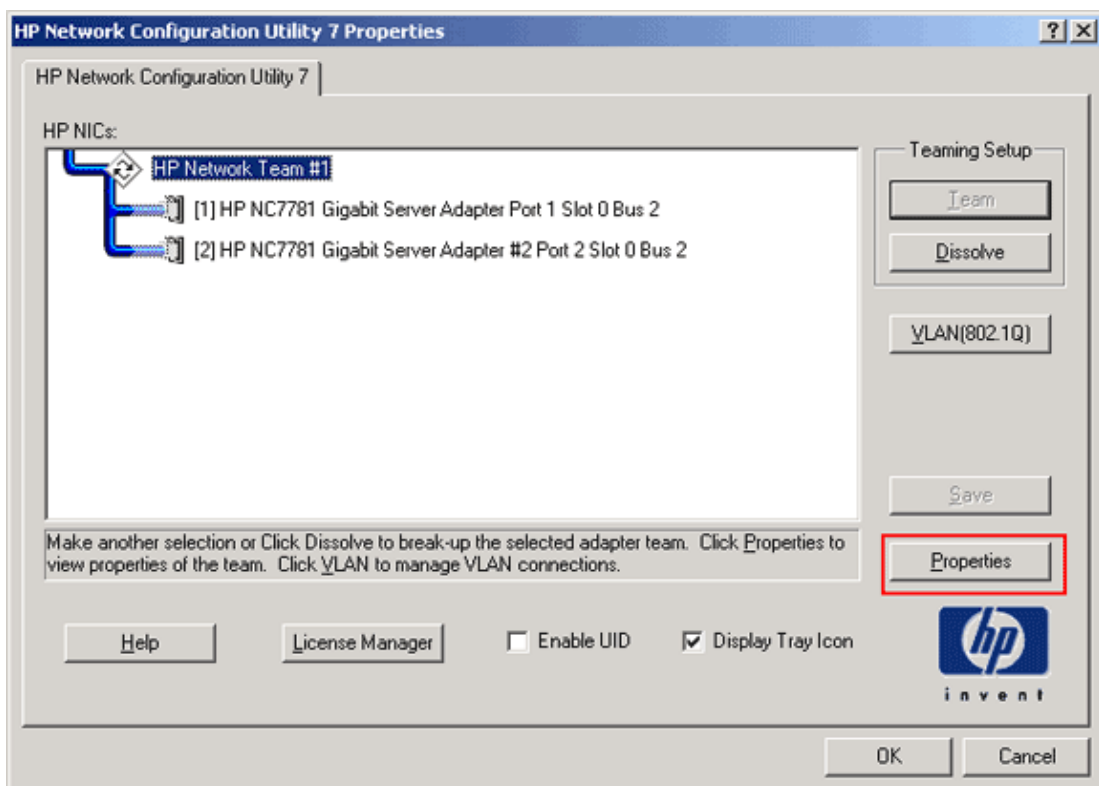 HP Network Configuration Utility 7 Properties
HP Network Configuration Utility 7
HP NICs:
HP Network Team #1
[1] HP NC7781 Gigabit Server Adapter Port 1 Slot 0 Bus 2
[2] HP NC7781 Gigabit Server Adapter #2 Port 2 Slot 0 Bus 2
Teaming Setup
Team
Dissolve
VLAN(802.1Q)
Save
Make another selection or Click Dissolve to break-up the selected adapter team. Click Properties to
view properties of the team. Click VLAN to manage VLAN connections.
Properties
Help
License Manager
Enable UID
Display Tray Icon
hp
invent
OK
Cancel